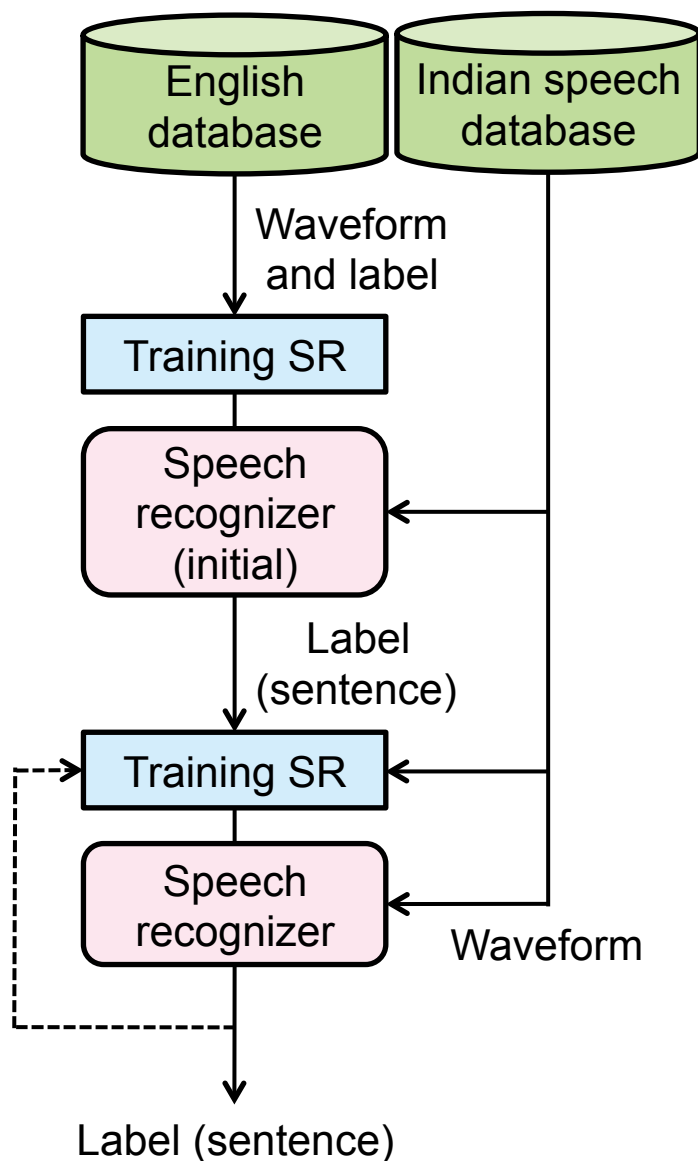 English
database
Indian speech
database
Waveform
and label
Training SR
Speech
recognizer
(initial)
Label
(sentence)
Training SR
Speech
recognizer
Waveform
Label (sentence)